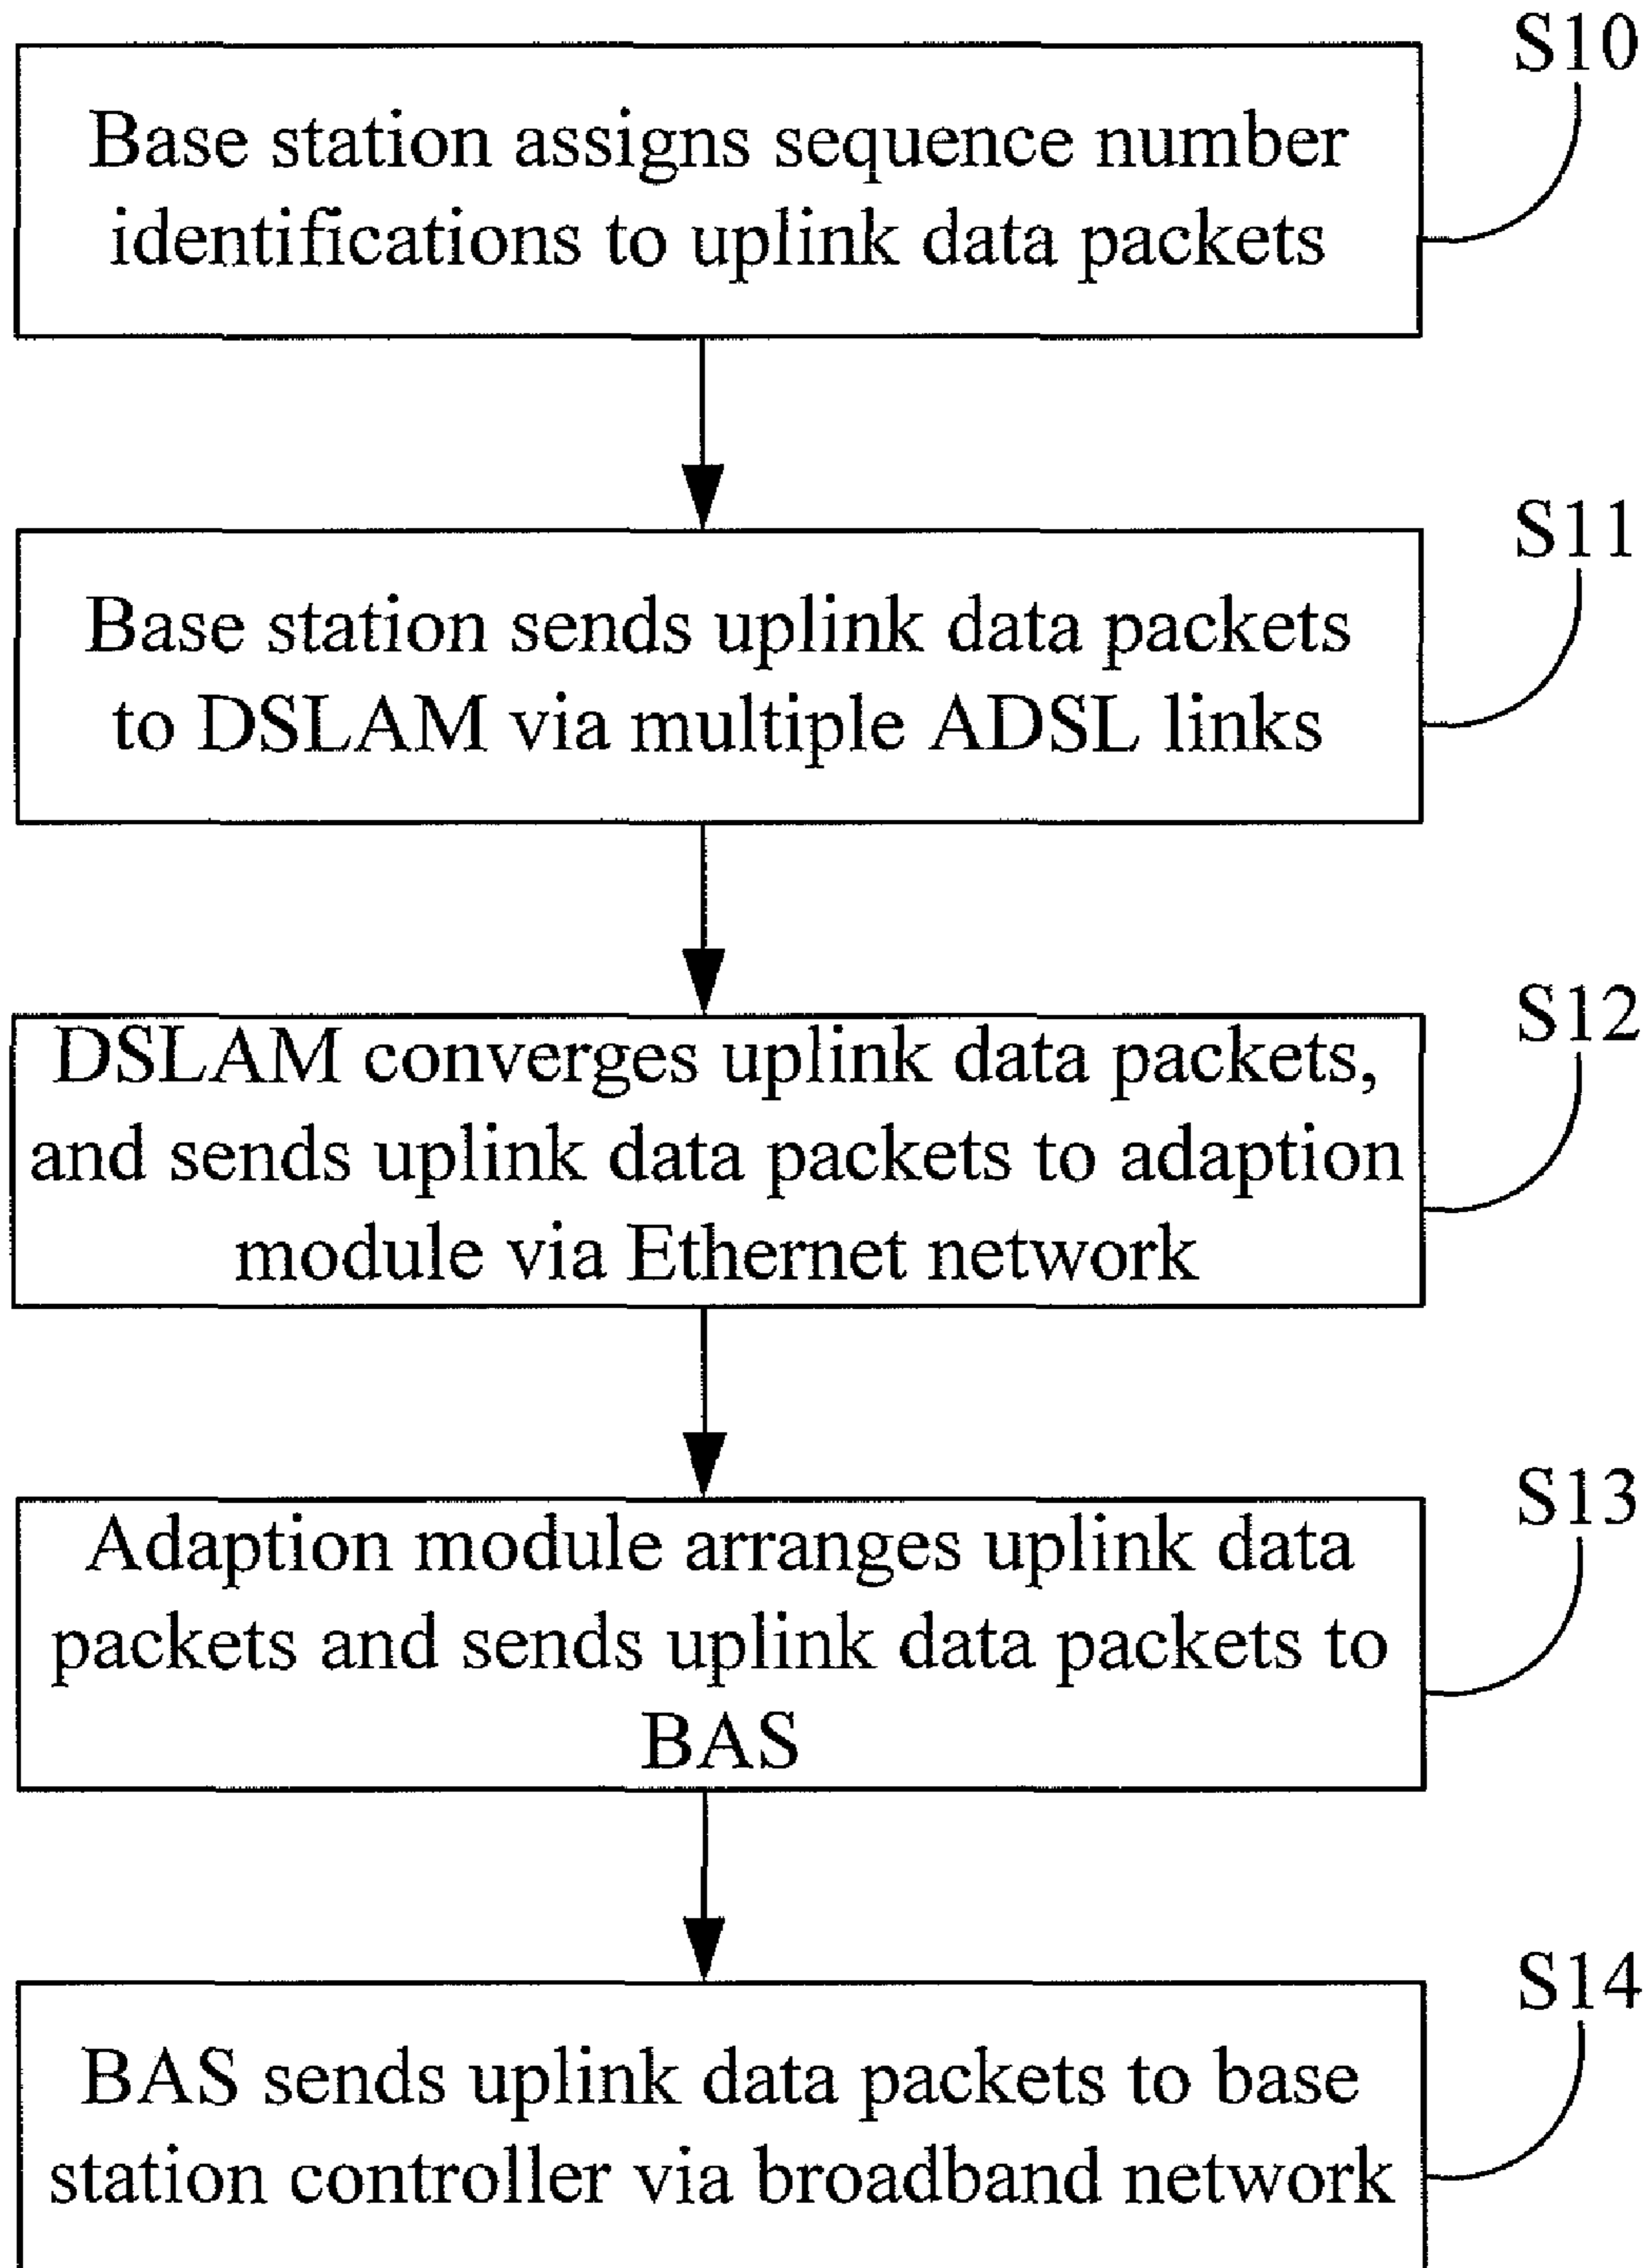 S10
Base station assigns sequence number
identifications to uplink data packets
S11
Base station sends uplink data packets
to DSLAM via multiple ADSL links
S12
DSLAM converges uplink data packets,
and sends uplink data packets to adaption
module via Ethernet network
S13
Adaption module arranges uplink data
packets and sends uplink data packets to
BAS
S14
BAS sends uplink data packets to base
station controller via broadband network